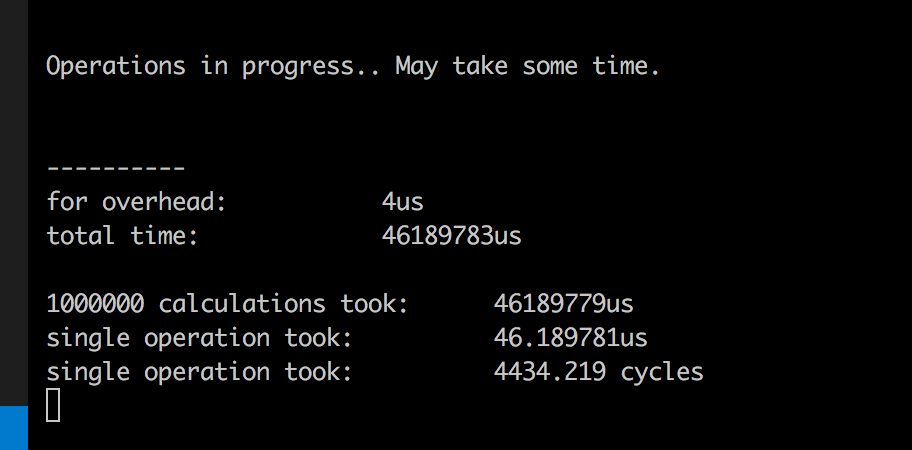 Operations in progress.. May take some time.
----------
for overhead: 4us
total time: 46189783us
1000000 calculations took: 46189779us
single operation took: 46.189781us
single operation took: 4434.219 cycles